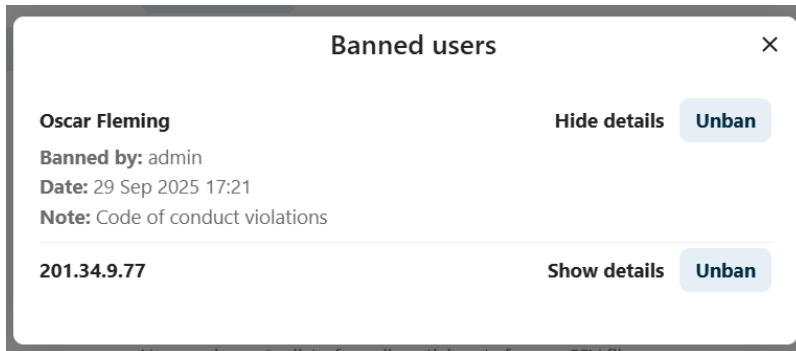 Banned users
Oscar Fleming Hide details Unban
Banned by: admin
Date: 29 Sep 2025 17:21
Note: Code of conduct violations
201.34.9.77 Show details Unban